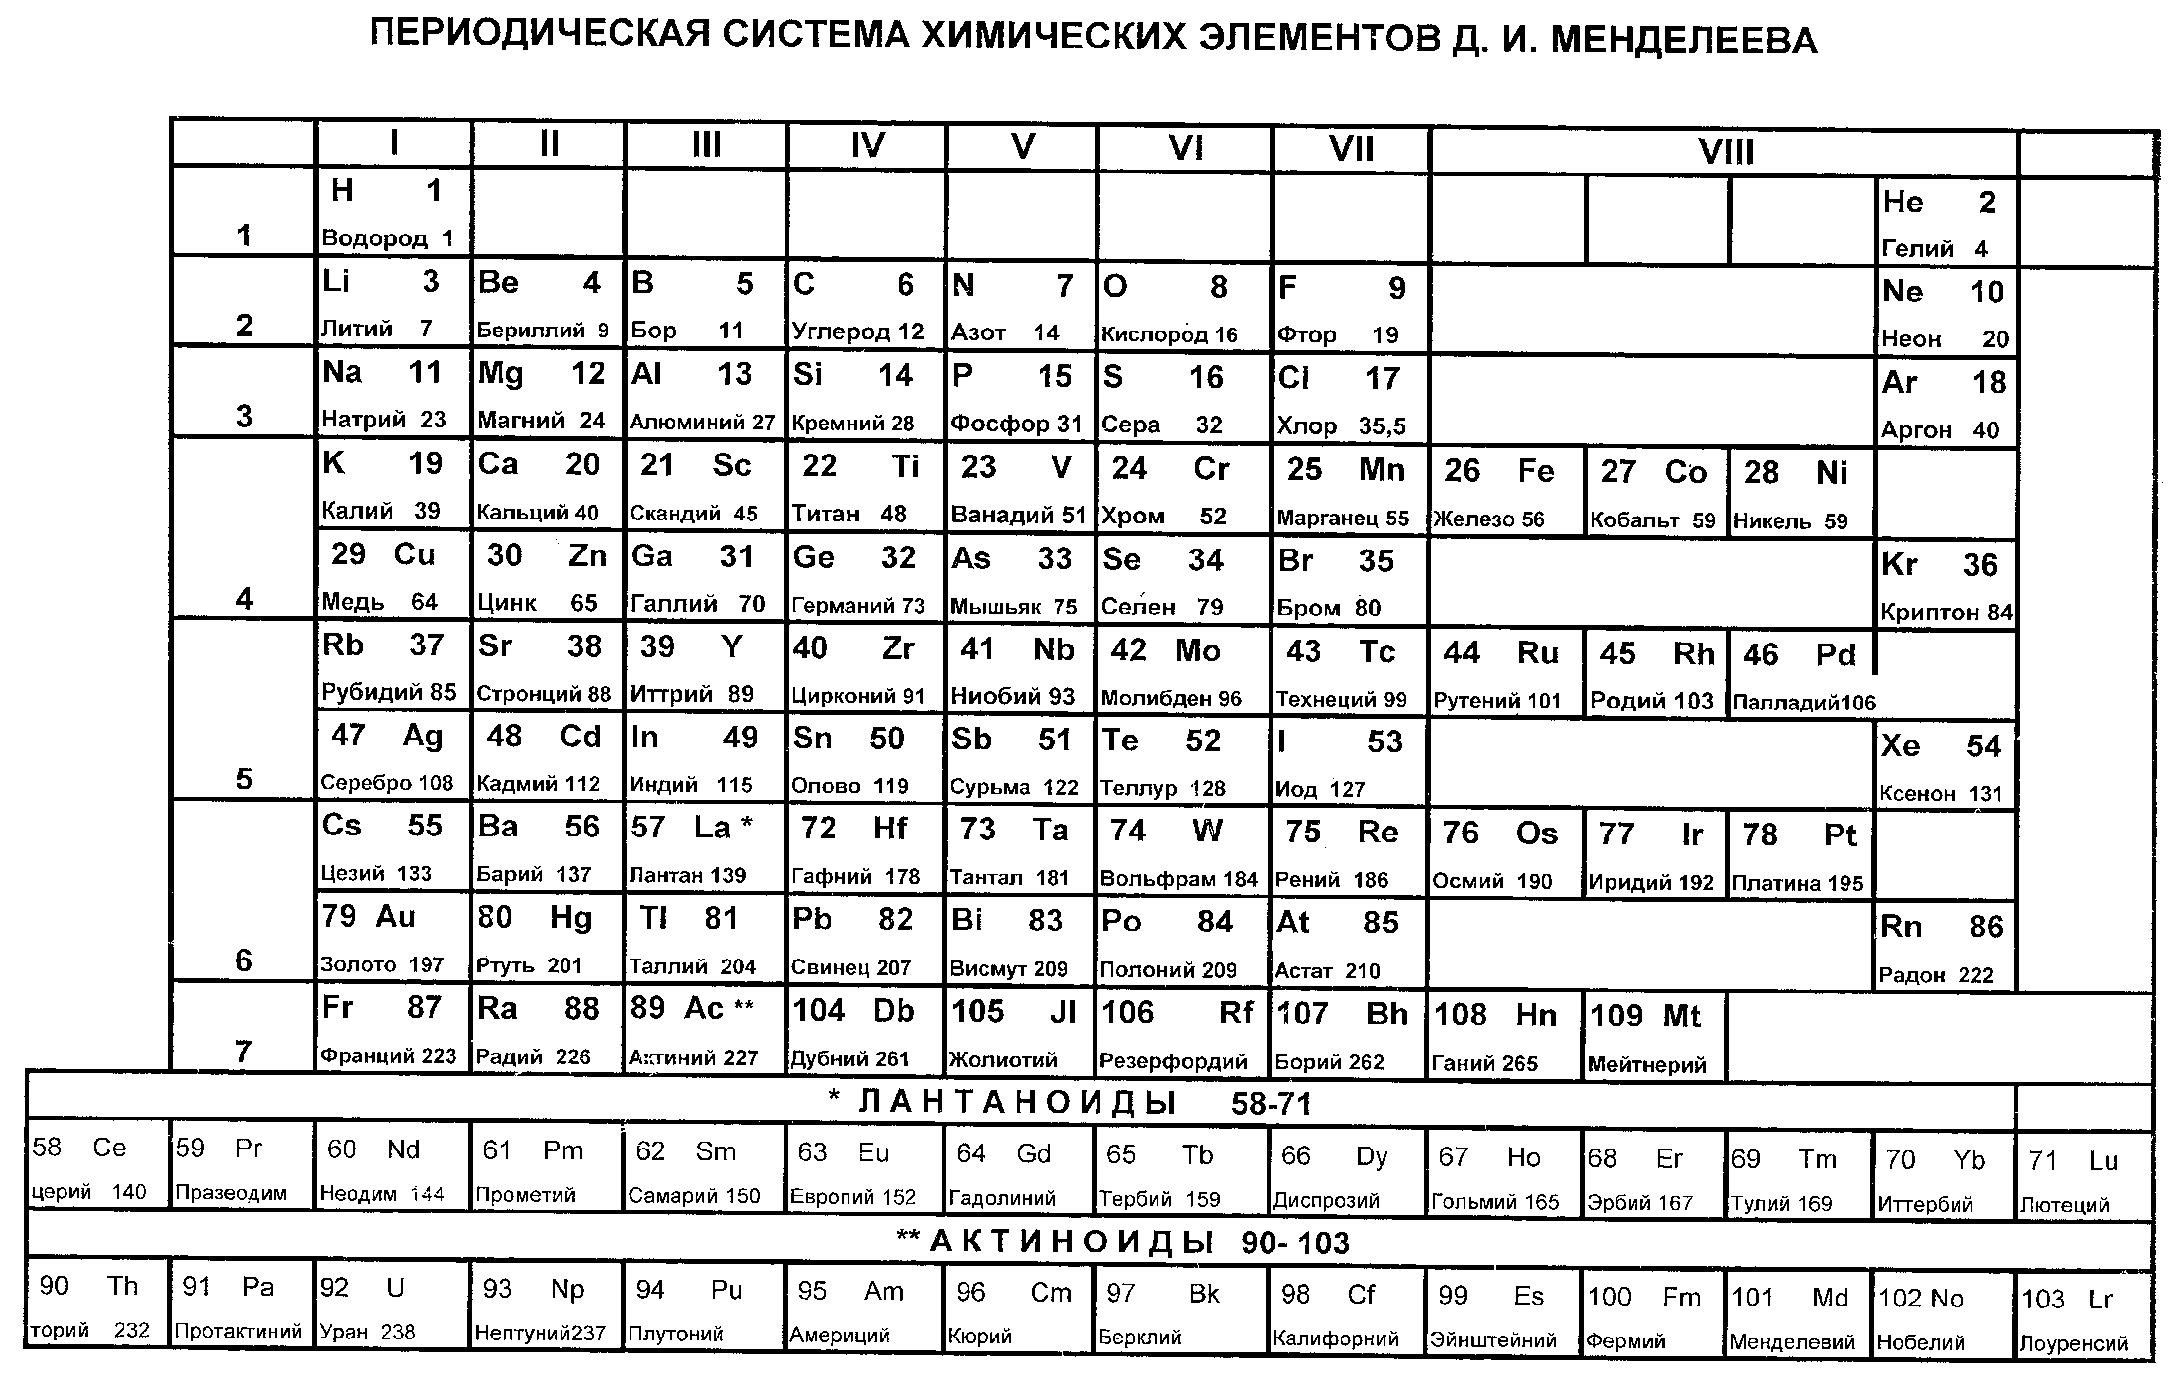 ПЕРИОДИЧЕСКАЯ СИСТЕМА ХИМИЧЕСКИХ ЭЛЕМЕНТОВ Д. И. МЕНДЕЛЕЕВА
I II III IV V VI VII VIII
H 1 He 2
1 Водород 1 Гелий 4
Li 3 Be 4 B 5 C 6 N 7 O 8 F 9 Ne 10
2 Литий 7 Бериллий 9 Бор 11 Углерод 12 Азот 14 Кислород 16 Фтор 19 Неон 20
Na 11 Mg 12 Al 13 Si 14 P 15 S 16 Cl 17 Ar 18
3 Натрий 23 Магний 24 Алюминий 27 Кремний 28 Фосфор 31 Сера 32 Хлор 35,5 Аргон 40
K 19 Ca 20 21 Sc 22 Ti 23 V 24 Cr 25 Mn 26 Fe 27 Co 28 Ni
Калий 39 Кальций 40 Скандий 45 Титан 48 Ванадий 51 Хром 52 Марганец 55 Железо 56 Кобальт 59 Никель 59
29 Cu 30 Zn Ga 31 Ge 32 As 33 Se 34 Br 35 Kr 36
4 Медь 64 Цинк 65 Галлий 70 Германий 73 Мышьяк 75 Селен 79 Бром 80 Криптон 84
Rb 37 Sr 38 39 Y 40 Zr 41 Nb 42 Mo 43 Tc 44 Ru 45 Rh 46 Pd
Рубидий 85 Стронций 88 Иттрий 89 Цирконий 91 Ниобий 93 Молибден 96 Технеций 99 Рутений 101 Родий 103 Палладий106
47 Ag 48 Cd In 49 Sn 50 Sb 51 Te 52 I 53 Xe 54
5 Серебро 108 Кадмий 112 Индий 115 Олово 119 Сурьма 122 Теллур 128 Иод 127 Ксенон 131
Cs 55 Ba 56 57 La * 72 Hf 73 Ta 74 W 75 Re 76 Os 77 Ir 78 Pt
Цезий 133 Барий 137 Лантан 139 Гафний 178 Тантал 181 Вольфрам 184 Рений 186 Осмий 190 Иридий 192 Платина 195
79 Au 80 Hg Tl 81 Pb 82 Bi 83 Po 84 At 85 Rn 86
6 Золото 197 Ртуть 201 Таллий 204 Свинец 207 Висмут 209 Полоний 209 Астат 210 Радон 222
Fr 87 Ra 88 89 Ac ** 104 Db 105 Jl 106 Rf 107 Bh 108 Hn 109 Mt
7 Франций 223 Радий 226 Актиний 227 Дубний 261 Жолиотий Резерфордий Борий 262 Ганий 265 Мейтнерий
* ЛАНТАНОИДЫ 58-71
58 Ce 59 Pr 60 Nd 61 Pm 62 Sm 63 Eu 64 Gd 65 Tb 66 Dy 67 Ho 68 Er 69 Tm 70 Yb 71 Lu
церий 140 Празеодим Неодим 144 Прометий Самарий 150 Европий 152 Гадолиний Тербий 159 Диспрозий Гольмий 165 Эрбий 167 Тулий 169 Иттербий Лютеций
** АКТИНОИДЫ 90- 103
90 Th 91 Pa 92 U 93 Np 94 Pu 95 Am 96 Cm 97 Bk 98 Cf 99 Es 100 Fm 101 Md 102 No 103 Lr
торий 232 Протактиний Уран 238 Нептуний237 Плутоний Америций Кюрий Берклий Калифорний Эйнштейний Фермий Менделевий Нобелий Лоуренсий